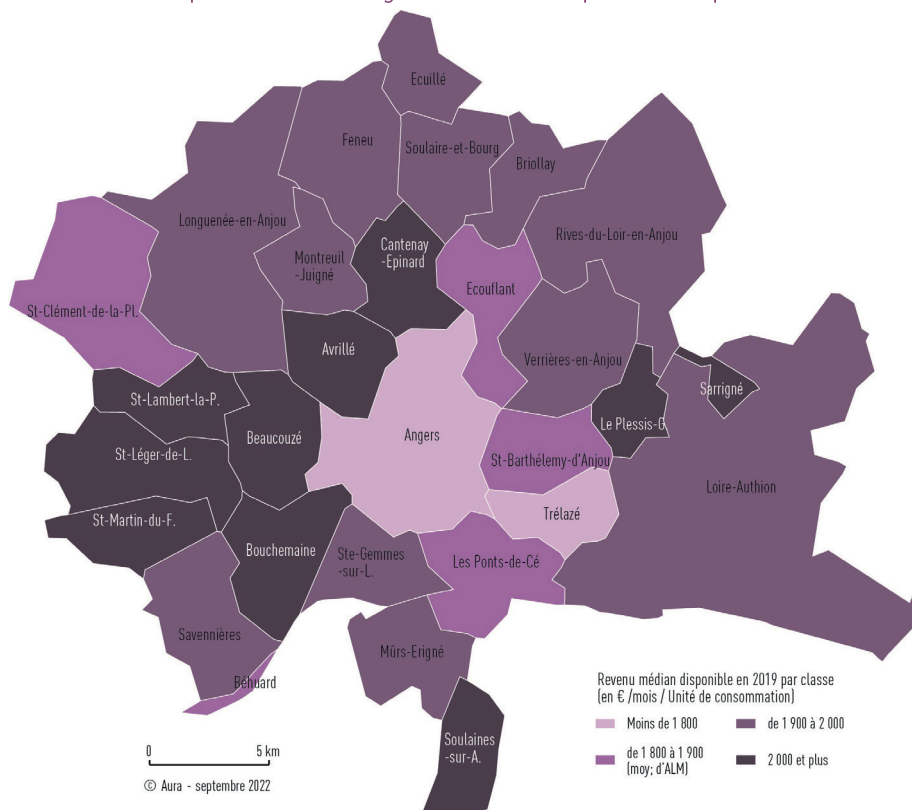 Ecuillé
Feneu
Soulaire-et-Bourg
Briollay
Longuenée-en-Anjou
Rives-du-Loir-en-Anjou
Cantenay
-Epinard
Montreuil
-Juigné
Ecouflant
St-Clément-de-la-Pl.
Avrillé
Verrières-en-Anjou
Sarrigné
St-Lambert-la-P.
Le Plessis-G
Beaucouzé
Angers
St-Léger-de-L.
St-Barthélemy-d'Anjou
Loire-Authion
Trélazé
St-Martin-du-F.
Bouchemaine
Ste-Gemmes
-sur-L.
Les Ponts-de-Cé
Savennières
Mûrs-Erigné
Béhuard
Soulaines
-sur-A.
Revenu médian disponible en 2019 par classe
(en € /mois / Unité de consommation)
Moins de 1 800
de 1 900 à 2 000
de 1 800 à 1 900
(moy; d'ALM)
2 000 et plus
0 5 km
© Aura - septembre 2022